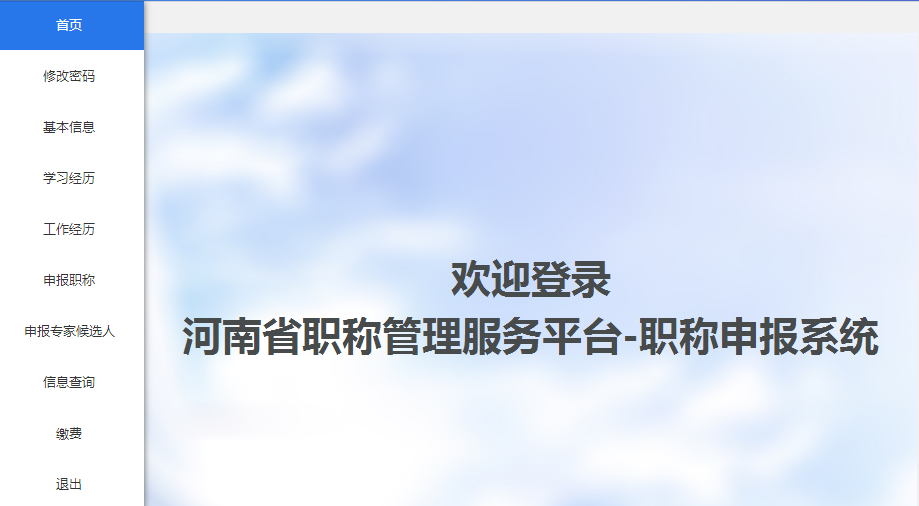 首页
修改密码
基本信息
学习经历
工作经历
申报职称
申报专家候选人
信息查询
缴费
退出
欢迎登录
河南省职称管理服务平台-职称申报系统